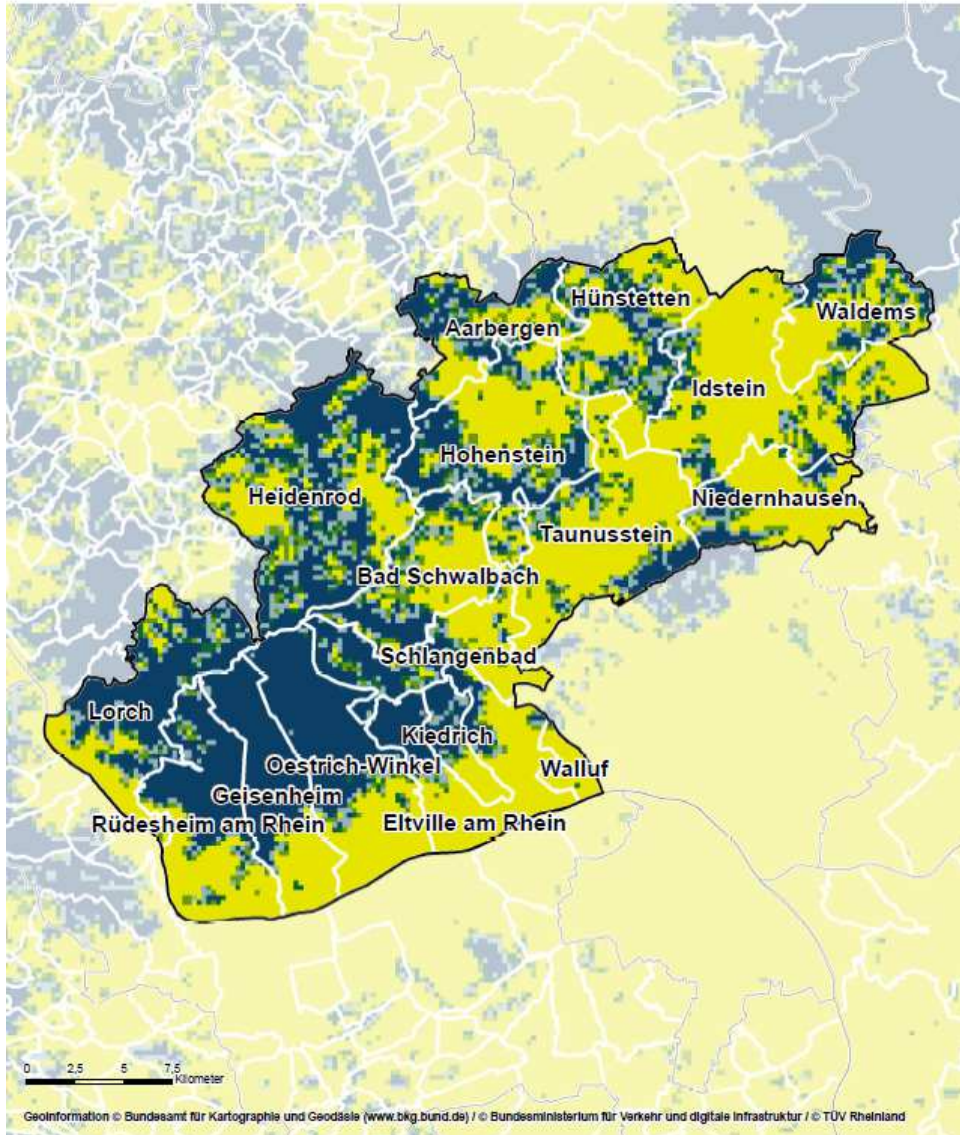 Hünstetten
Waldems
Aarbergen
Idstein
Hohenstein
Heidenrod
Niedernhausen
Taunusstein
Bad Schwalbach
Schlangenbad
Lorch
Kiedrich
Oestrich-Winkel
Walluf
Geisenheim
Rüdesheim am Rhein
Eltville am Rhein
0 2,5 5 7,5
Kilometer
Geoinformation © Bundesamt für Kartographie und Geodäsie (www.bkg.bund.de) / © Bundesministerium für Verkehr und digitale Infrastruktur / © TÜV Rheinland